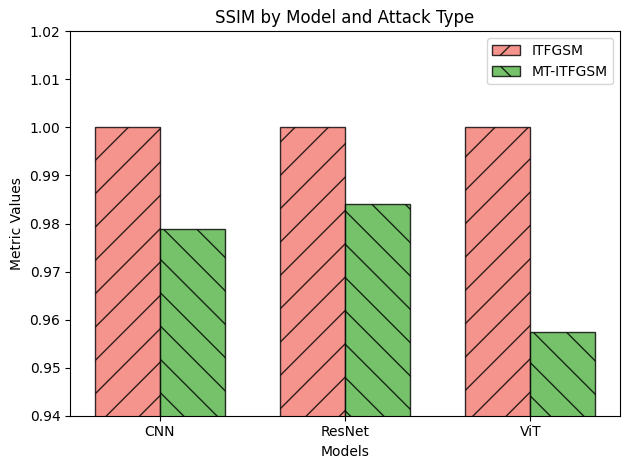 SSIM by Model and Attack Type
ITFGSM
MT-ITFGSM
Metric Values
1.02
1.01
1.00
0.99
0.98
0.97
0.96
0.95
0.94
CNN
ResNet
ViT
Models